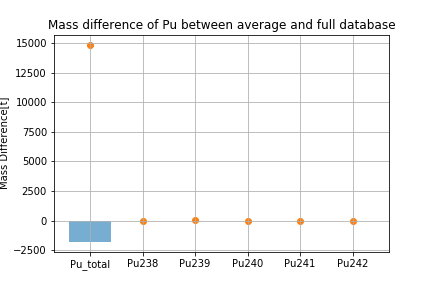 Mass difference of Pu between average and full database
Mass Difference[t]
15000
12500
10000
7500
5000
2500
0
−2500
Pu_total Pu238 Pu239 Pu240 Pu241 Pu242